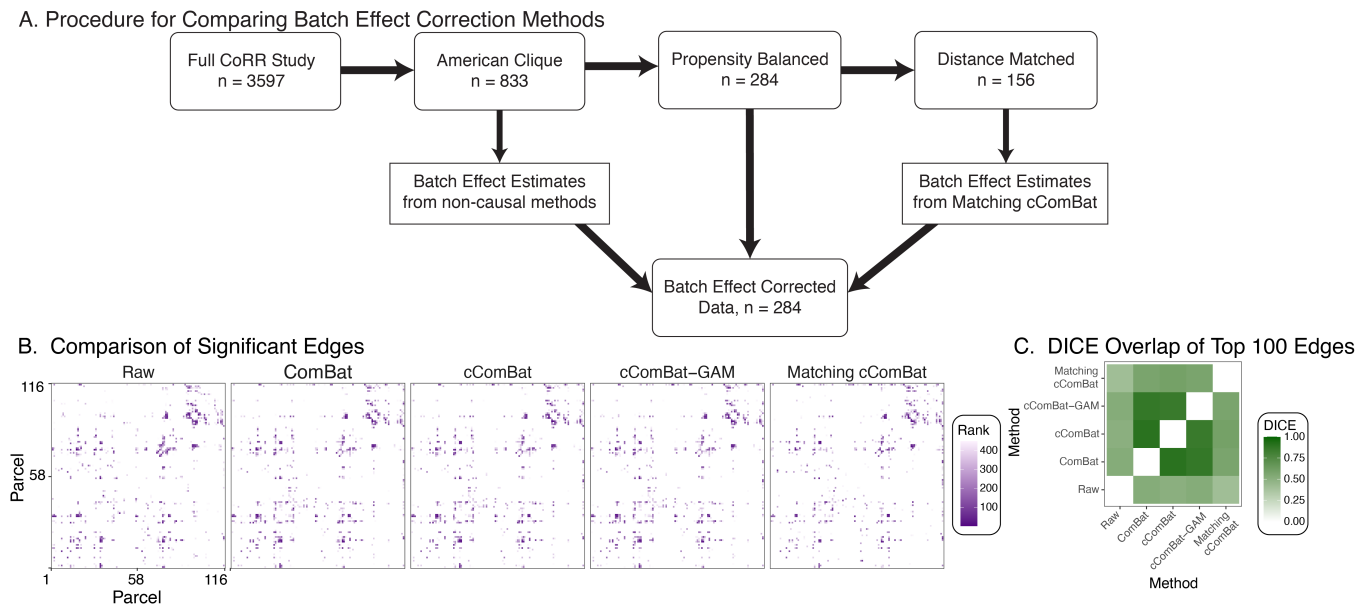 A. Procedure for Comparing Batch Effect Correction Methods
Full CoRR Study
n = 3597
American Clique
n = 833
Propensity Balanced
n = 284
Distance Matched
n = 156
Batch Effect Estimates
from non-causal methods
Batch Effect Estimates
from Matching cComBat
Batch Effect Corrected
Data, n = 284
B. Comparison of Significant Edges
Raw
ComBat
cComBat
cComBat–GAM
Matching cComBat
116
58
Parcel
1
58
116
Parcel
Rank
400
300
200
100
C. DICE Overlap of Top 100 Edges
Method
Matching
cComBat
cComBat–GAM
cComBat
ComBat
Raw
Raw
ComBat
cComBat
cComBat–GAM
Matching
cComBat
Method
DICE
1.00
0.75
0.50
0.25
0.00